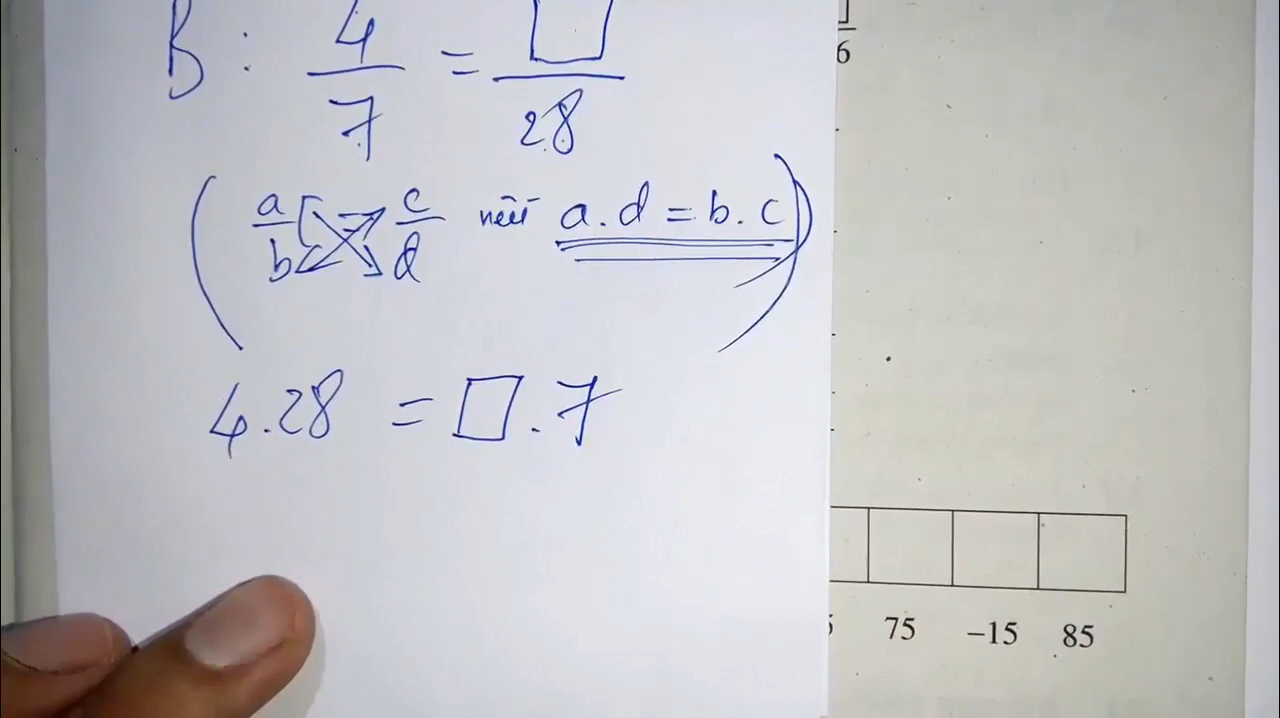 B: 4/7 = □/28
(a/b = c/d nếu a.d = b.c)
4.28 = □.7
6
75 -15 85